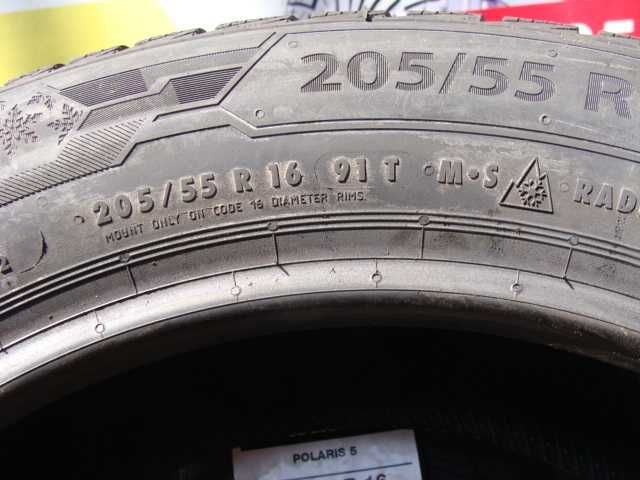 205/55 R
205/55 R 16 91 T • M•S • RAD
MOUNT ONLY ON CODE 16 DIAMETER RIMS.
POLARIS 5